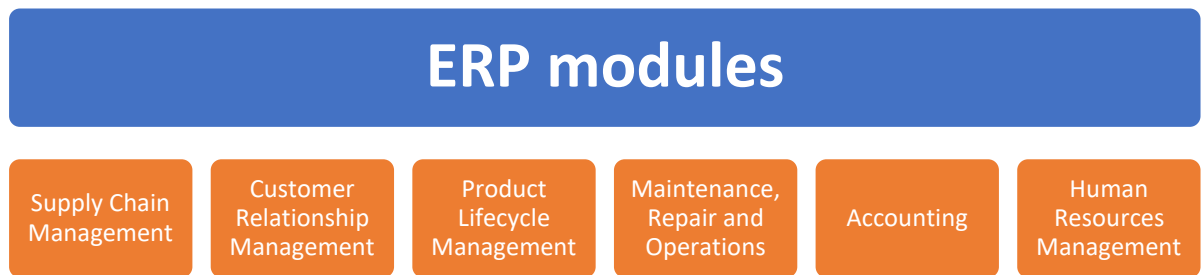 ERP modules
Supply Chain
Management
Customer
Relationship
Management
Product
Lifecycle
Management
Maintenance,
Repair and
Operations
Accounting
Human
Resources
Management